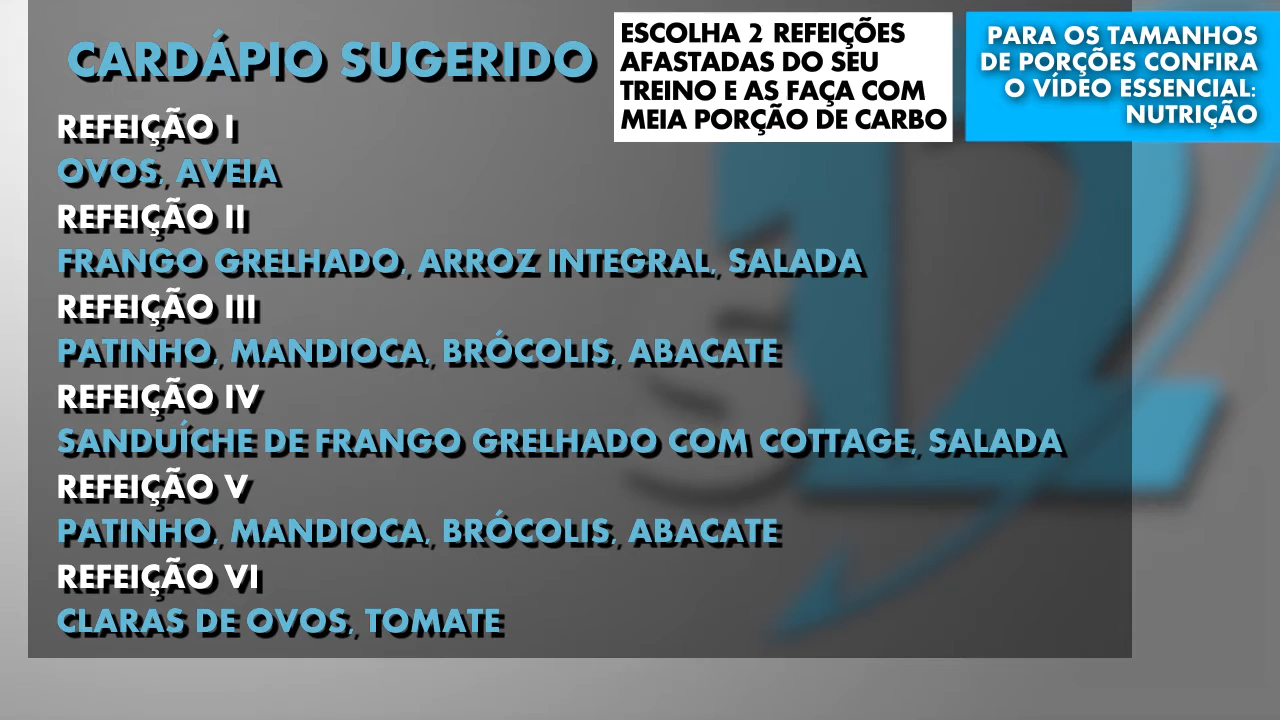 CARDÁPIO SUGERIDO
ESCOLHA 2 REFEIÇÕES
AFASTADAS DO SEU
TREINO E AS FAÇA COM
MEIA PORÇÃO DE CARBO
PARA OS TAMANHOS
DE PORÇÕES CONFIRA
O VÍDEO ESSENCIAL:
NUTRIÇÃO
REFEIÇÃO I
OVOS, AVEIA
REFEIÇÃO II
FRANGO GRELHADO, ARROZ INTEGRAL, SALADA
REFEIÇÃO III
PATINHO, MANDIOCA, BRÓCOLIS, ABACATE
REFEIÇÃO IV
SANDUÍCHE DE FRANGO GRELHADO COM COTTAGE, SALADA
REFEIÇÃO V
PATINHO, MANDIOCA, BRÓCOLIS, ABACATE
REFEIÇÃO VI
CLARAS DE OVOS, TOMATE